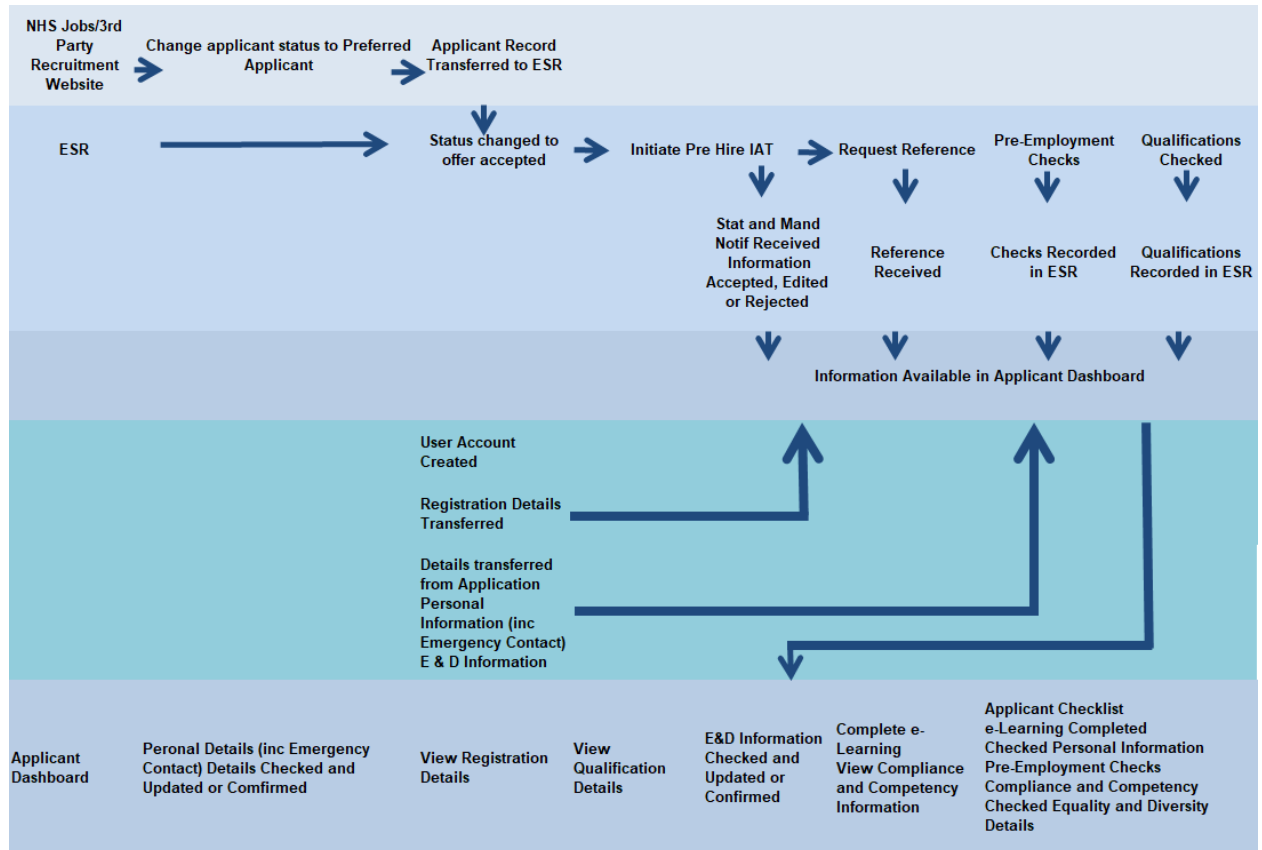 NHS Jobs/3rd
Party
Recruitment
Website
Change applicant status to Preferred
Applicant
Applicant Record
Transferred to ESR
ESR
Status changed to
offer accepted
Initiate Pre Hire IAT
Request Reference
Pre-Employment
Checks
Qualifications
Checked
Stat and Mand
Notif Received
Information
Accepted, Edited
or Rejected
Reference
Received
Checks Recorded
in ESR
Qualifications
Recorded in ESR
Information Available in Applicant Dashboard
User Account
Created
Registration Details
Transferred
Details transferred
from Application
Personal
Information (inc
Emergency Contact)
E & D Information
Applicant
Dashboard
Peronal Details (inc Emergency
Contact) Details Checked and
Updated or Comfirmed
View Registration
Details
View
Qualification
Details
E&D Information
Checked and
Updated or
Confirmed
Complete e-
Learning
View Compliance
and Competency
Information
Applicant Checklist
e-Learning Completed
Checked Personal Information
Pre-Employment Checks
Compliance and Competency
Checked Equality and Diversity
Details